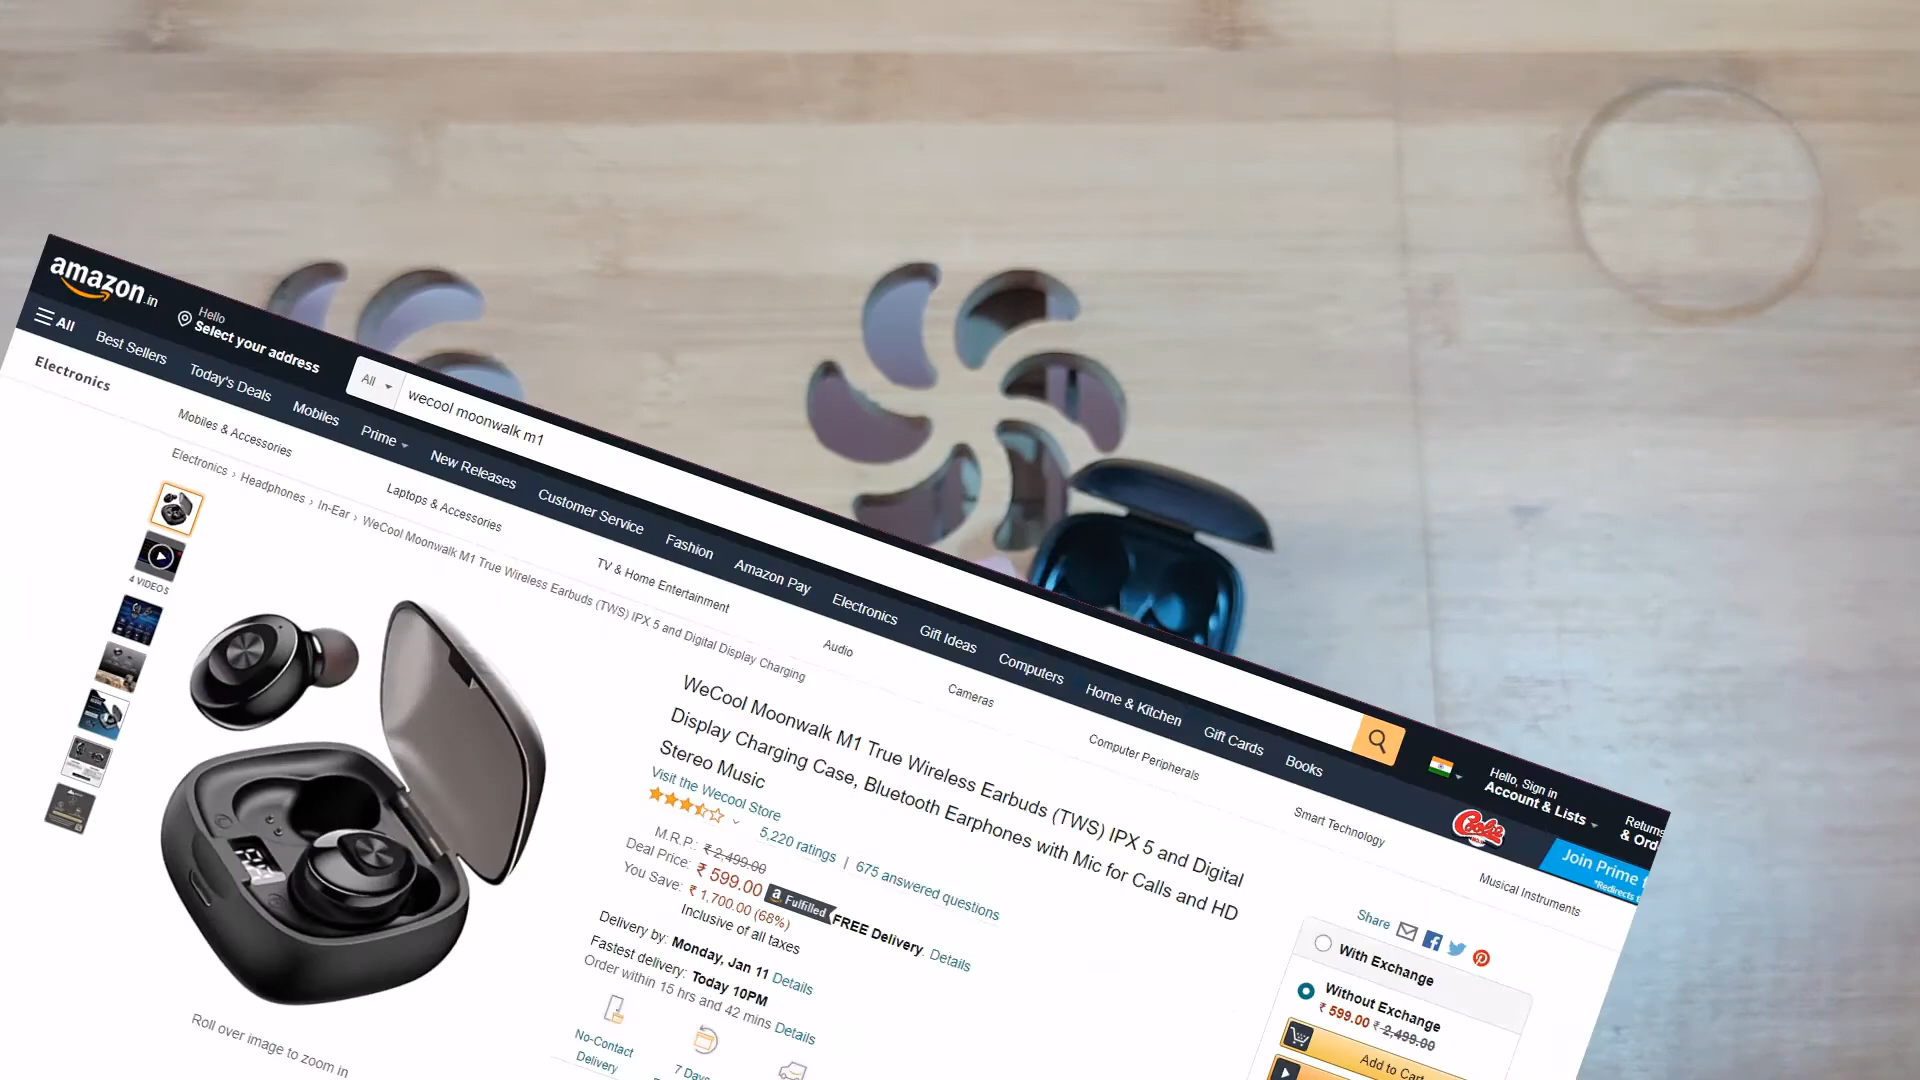 amazon.in
Hello
Select your address
All
wecool moonwalk m1
Hello, Sign in
Account & Lists
Returns
& Ord
All
Best Sellers
Today's Deals
Mobiles
Prime
New Releases
Customer Service
Fashion
Amazon Pay
Electronics
Gift Ideas
Computers
Home & Kitchen
Gift Cards
Books
Join Prime
Electronics
Mobiles & Accessories
Laptops & Accessories
TV & Home Entertainment
Audio
Cameras
Computer Peripherals
Smart Technology
Musical Instruments
Electronics › Headphones › In-Ear › WeCool Moonwalk M1 True Wireless Earbuds (TWS) IPX 5 and Digital Display Charging
4 VIDEOS
Roll over image to zoom in
WeCool Moonwalk M1 True Wireless Earbuds (TWS) IPX 5 and Digital
Display Charging Case, Bluetooth Earphones with Mic for Calls and HD
Stereo Music
Visit the Wecool Store
5,220 ratings | 675 answered questions
M.R.P.: ₹ 2,499.00
Deal Price: ₹ 599.00 a Fulfilled FREE Delivery. Details
You Save: ₹ 1,700.00 (68%)
Inclusive of all taxes
Delivery by: Monday, Jan 11 Details
Fastest delivery: Today 10PM
Order within 15 hrs and 42 mins Details
No-Contact
Delivery
7 Days
Share
With Exchange
Without Exchange
₹ 599.00 ₹ 2,499.00
Add to Cart